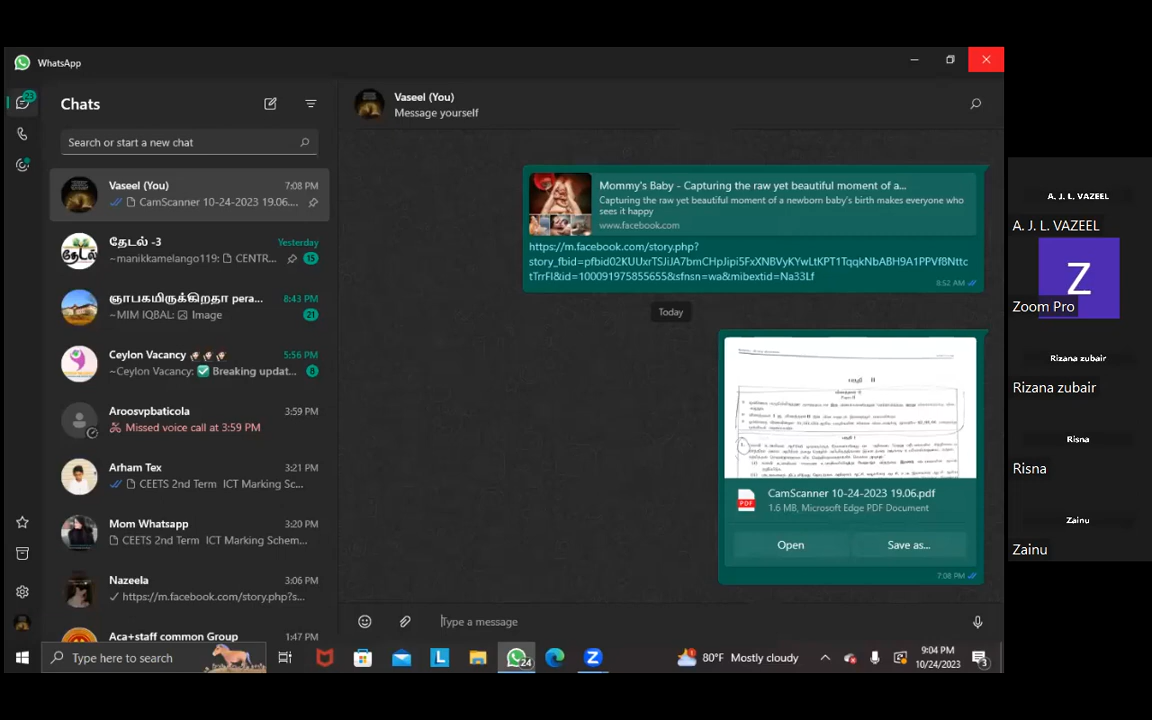 WhatsApp
23
Chats
Search or start a new chat
Vaseel (You)
7:08 PM
CamScanner 10-24-2023 19.06....
தேடல் -3
Yesterday
~manikkamelango119: CENTR...
15
ஞாபகமிருக்கிறதா pera...
8:43 PM
~MIM IQBAL: Image
21
Ceylon Vacancy
5:56 PM
~Ceylon Vacancy: ✅ Breaking updat...
8
Aroosvpbaticola
3:59 PM
Missed voice call at 3:59 PM
Arham Tex
3:21 PM
CEETS 2nd Term ICT Marking Sc...
Mom Whatsapp
3:20 PM
CEETS 2nd Term ICT Marking Schem...
Nazeela
3:06 PM
https://m.facebook.com/story.php?s...
Aca+staff common Group
1:47 PM
Vaseel (You)
Message yourself
Mommy's Baby - Capturing the raw yet beautiful moment of a...
Capturing the raw yet beautiful moment of a newborn baby's birth makes everyone who
sees it happy
www.facebook.com
https://m.facebook.com/story.php?
8:52 AM
Today
பகுதி II
CamScanner 10-24-2023 19.06.pdf
PDF
1.6 MB, Microsoft Edge PDF Document
Open
Save as...
7:08 PM
Type a message
Type here to search
L
24
Z
80°F Mostly cloudy
9:04 PM
10/24/2023
3
A. J. L. VAZEEL
A. J. L. VAZEEL
Z
Zoom Pro
Rizana zubair
Rizana zubair
Risna
Risna
Zainu
Zainu